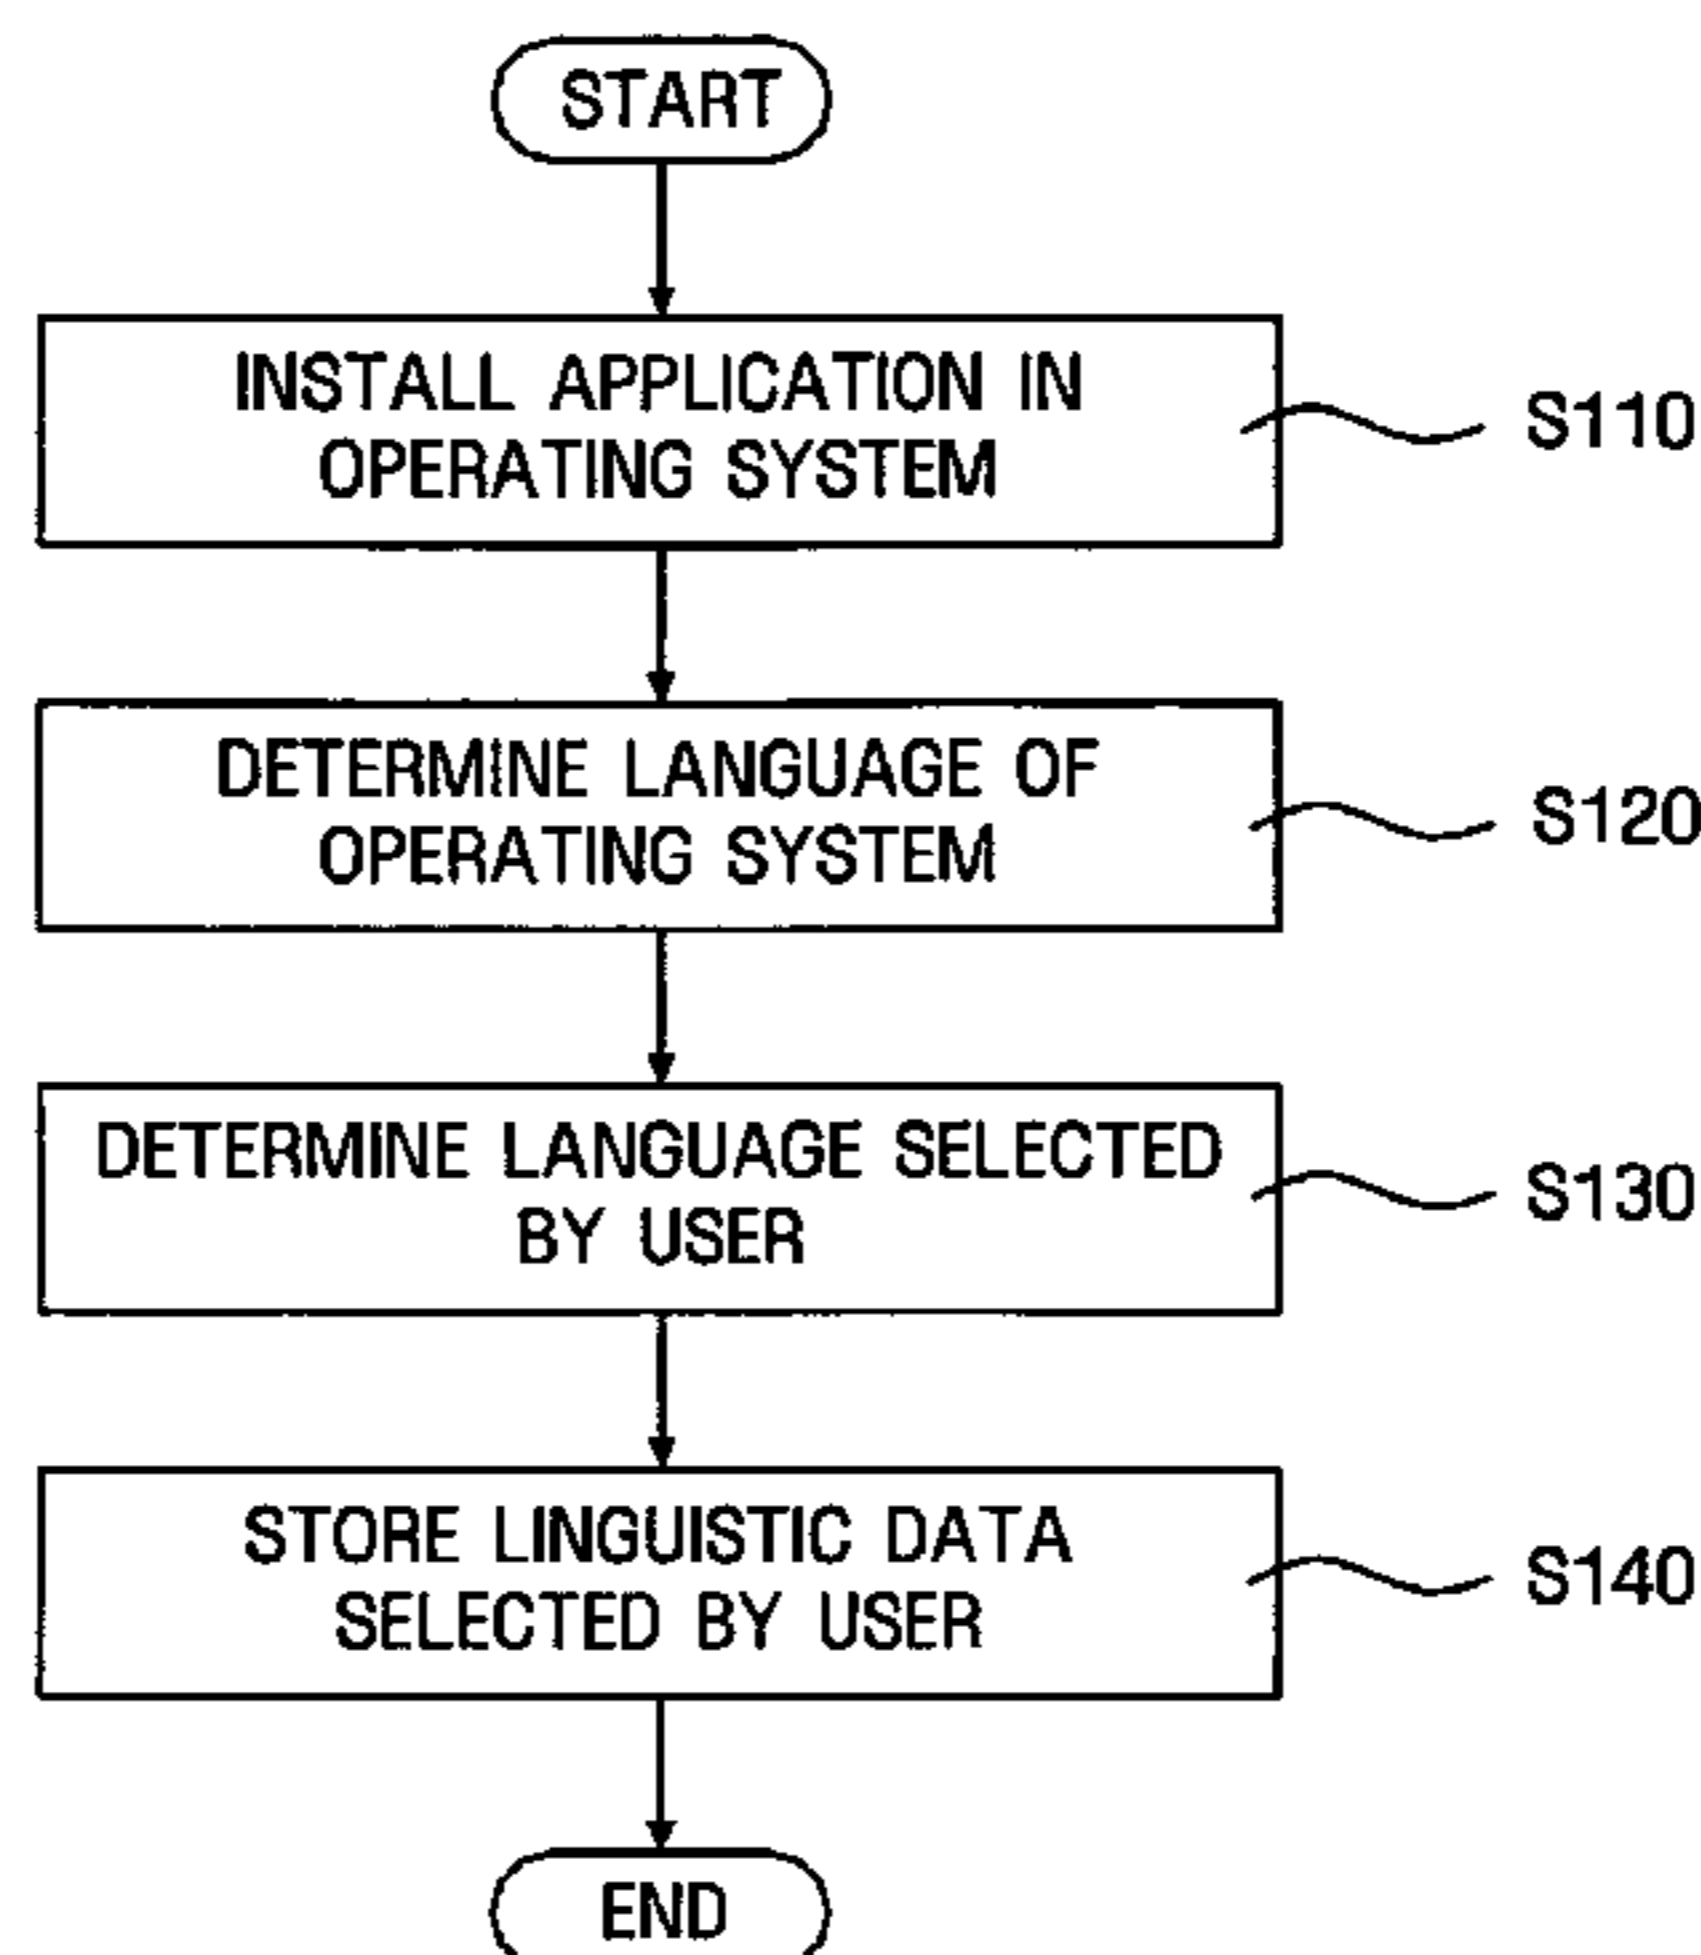 START
INSTALL APPLICATION IN
OPERATING SYSTEM
S110
DETERMINE LANGUAGE OF
OPERATING SYSTEM
S120
DETERMINE LANGUAGE SELECTED
BY USER
S130
STORE LINGUISTIC DATA
SELECTED BY USER
S140
END